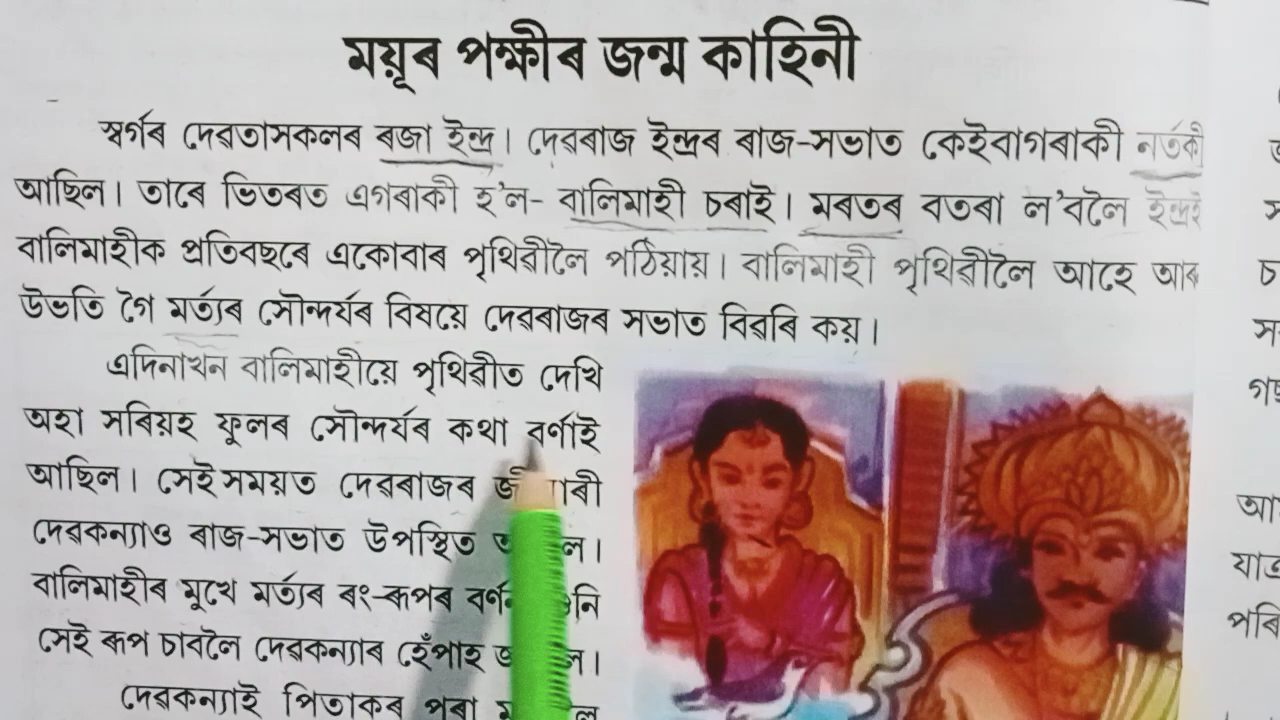 ময়ূৰ পক্ষীৰ জন্ম কাহিনী
স্বৰ্গৰ দেৱতাসকলৰ ৰজা ইন্দ্ৰ। দেৱৰাজ ইন্দ্ৰৰ ৰাজ-সভাত কেইবাগৰাকী নৰ্তকী
আছিল। তাৰে ভিতৰত এগৰাকী হ'ল- বালিমাহী চৰাই। মৰতৰ বতৰা ল'বলৈ ইন্দ্ৰই
বালিমাহীক প্ৰতিবছৰে একোবাৰ পৃথিৱীলৈ পঠিয়ায়। বালিমাহী পৃথিৱীলৈ আহে আৰু
উভতি গৈ মৰ্ত্যৰ সৌন্দৰ্যৰ বিষয়ে দেৱৰাজৰ সভাত বিৱৰি কয়।
এদিনাখন বালিমাহীয়ে পৃথিৱীত দেখি
অহা সৰিয়হ ফুলৰ সৌন্দৰ্যৰ কথা বৰ্ণাই
আছিল। সেই সময়ত দেৱৰাজৰ
দেৱকন্যাও ৰাজ-সভাত উপস্থিত
বালিমাহীৰ মুখে মৰ্ত্যৰ ৰং-ৰূপৰ
সেই ৰূপ চাবলৈ দেৱকন্যাৰ হেঁপাহ
দেৱকন্যাই পিতাকৰ পৰা